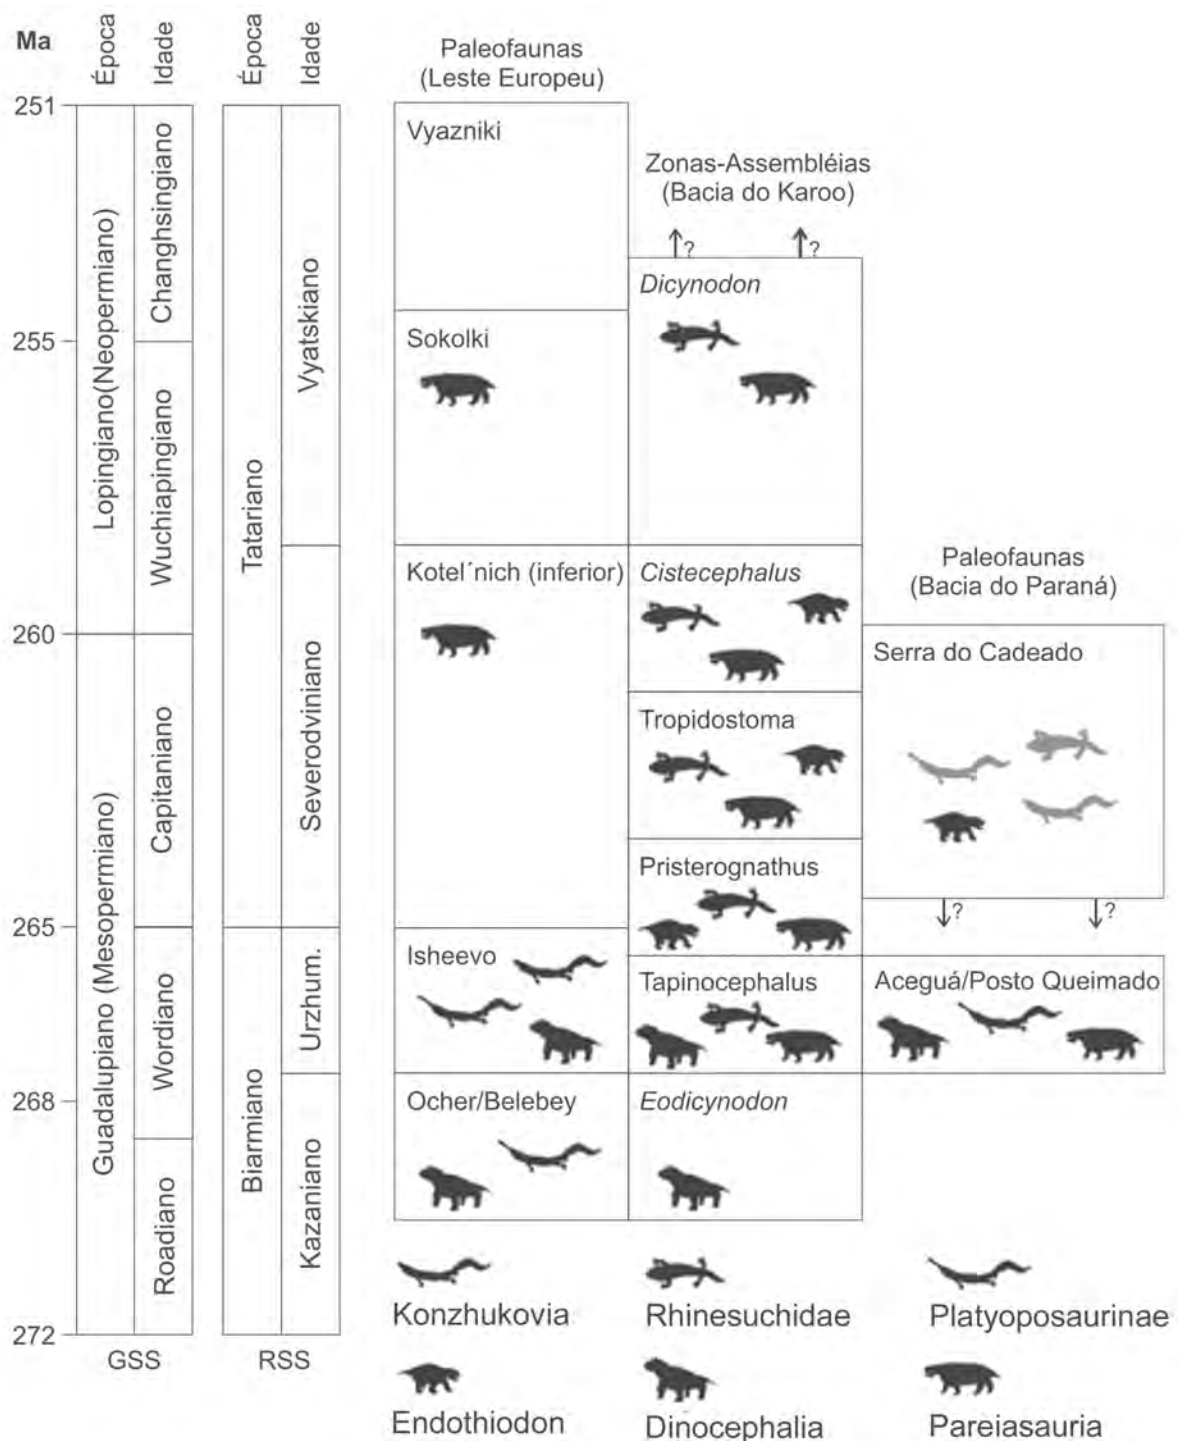 Ma
Época
Idade
Época
Idade
Paleofaunas
(Leste Europeu)
251
Vyazniki
Zonas-Assembléias
(Bacia do Karoo)
?
?
Changhsingiano
Lopingiano(Neopermiano)
Vyatskiano
Dicynodon
Sokolki
255
Wuchiapingiano
Tatariano
Kotel´nich (inferior)
Cistecephalus
Paleofaunas
(Bacia do Paraná)
260
Serra do Cadeado
Capitaniano
Severodviniano
Tropidostoma
Pristerognathus
Guadalupiano (Mesopermiano)
265
?
?
Isheevo
Tapinocephalus
Aceguá/Posto Queimado
Wordiano
Urzhum.
268
Biarmiano
Ocher/Belebey
Eodicynodon
Roadiano
Kazaniano
Konzhukovia
Rhinesuchidae
Platyoposaurinae
272
GSS
RSS
Endothiodon
Dinocephalia
Pareiasauria